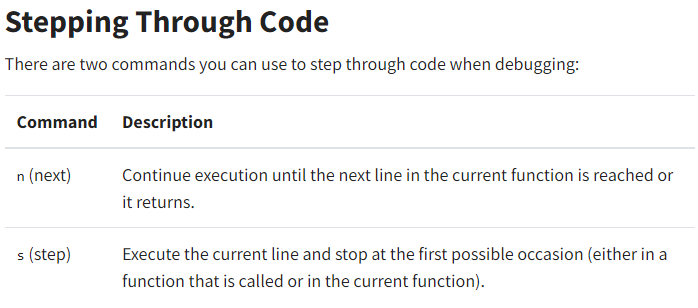 Stepping Through Code
There are two commands you can use to step through code when debugging:
Command Description
n (next) Continue execution until the next line in the current function is reached or
it returns.
s (step) Execute the current line and stop at the first possible occasion (either in a
function that is called or in the current function).